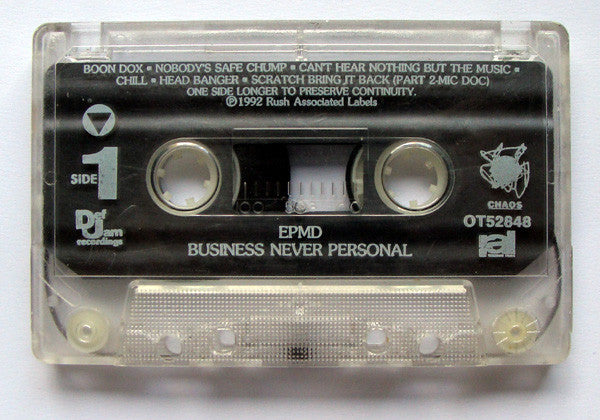 BOON DOX • NOBODY'S SAFE CHUMP • CAN'T HEAR NOTHING BUT THE MUSIC •
CHILL • HEAD BANGER • SCRATCH BRING IT BACK (PART 2-MIC DOC)
ONE SIDE LONGER TO PRESERVE CONTINUITY.
℗1992 Rush Associated Labels
SIDE 1
Def Jam
recordings
CHAOS
OT52848
ral
EPMD
BUSINESS NEVER PERSONAL